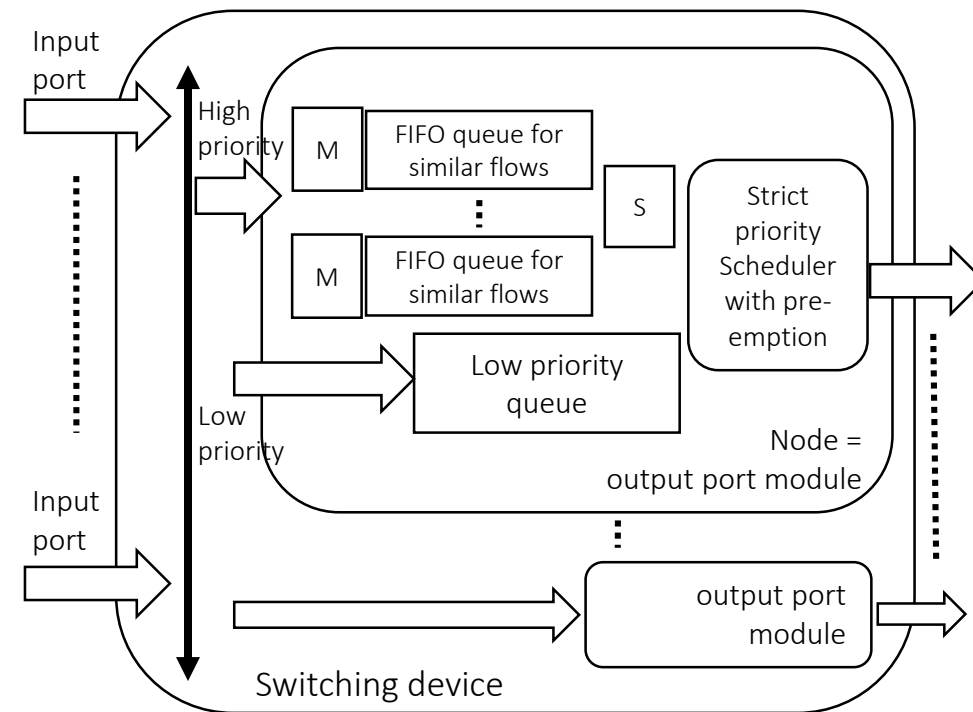 Input
port
High
priority
M
FIFO queue for
similar flows
M
FIFO queue for
similar flows
S
Strict
priority
Scheduler
with pre-
emption
Low priority
queue
Low
priority
Node =
output port module
Input
port
output port
module
Switching device